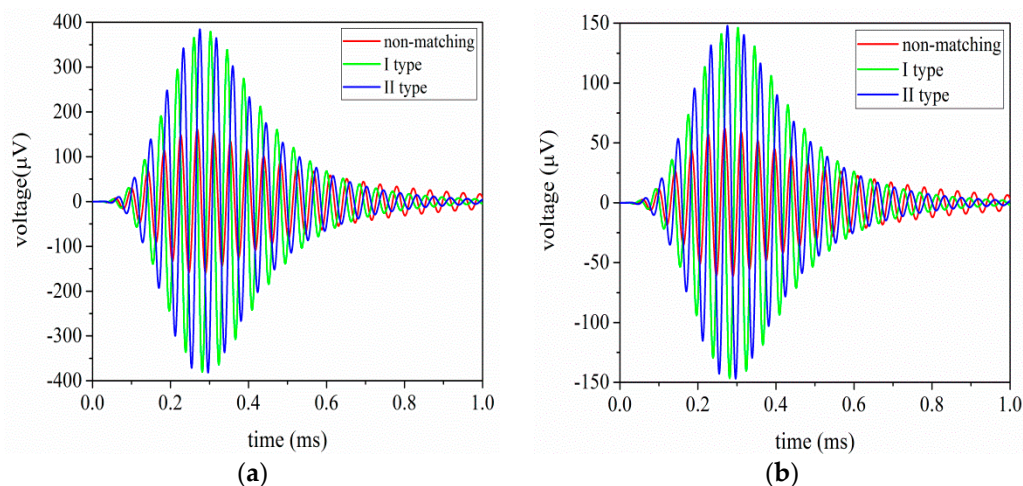 400
300
200
100
0
-100
-200
-300
-400
voltage(μV)
0.0 0.2 0.4 0.6 0.8 1.0
time (ms)
non-matching
I type
II type
(a)
150
100
50
0
-50
-100
-150
voltage (μV)
0.0 0.2 0.4 0.6 0.8 1.0
time (ms)
non-matching
I type
II type
(b)